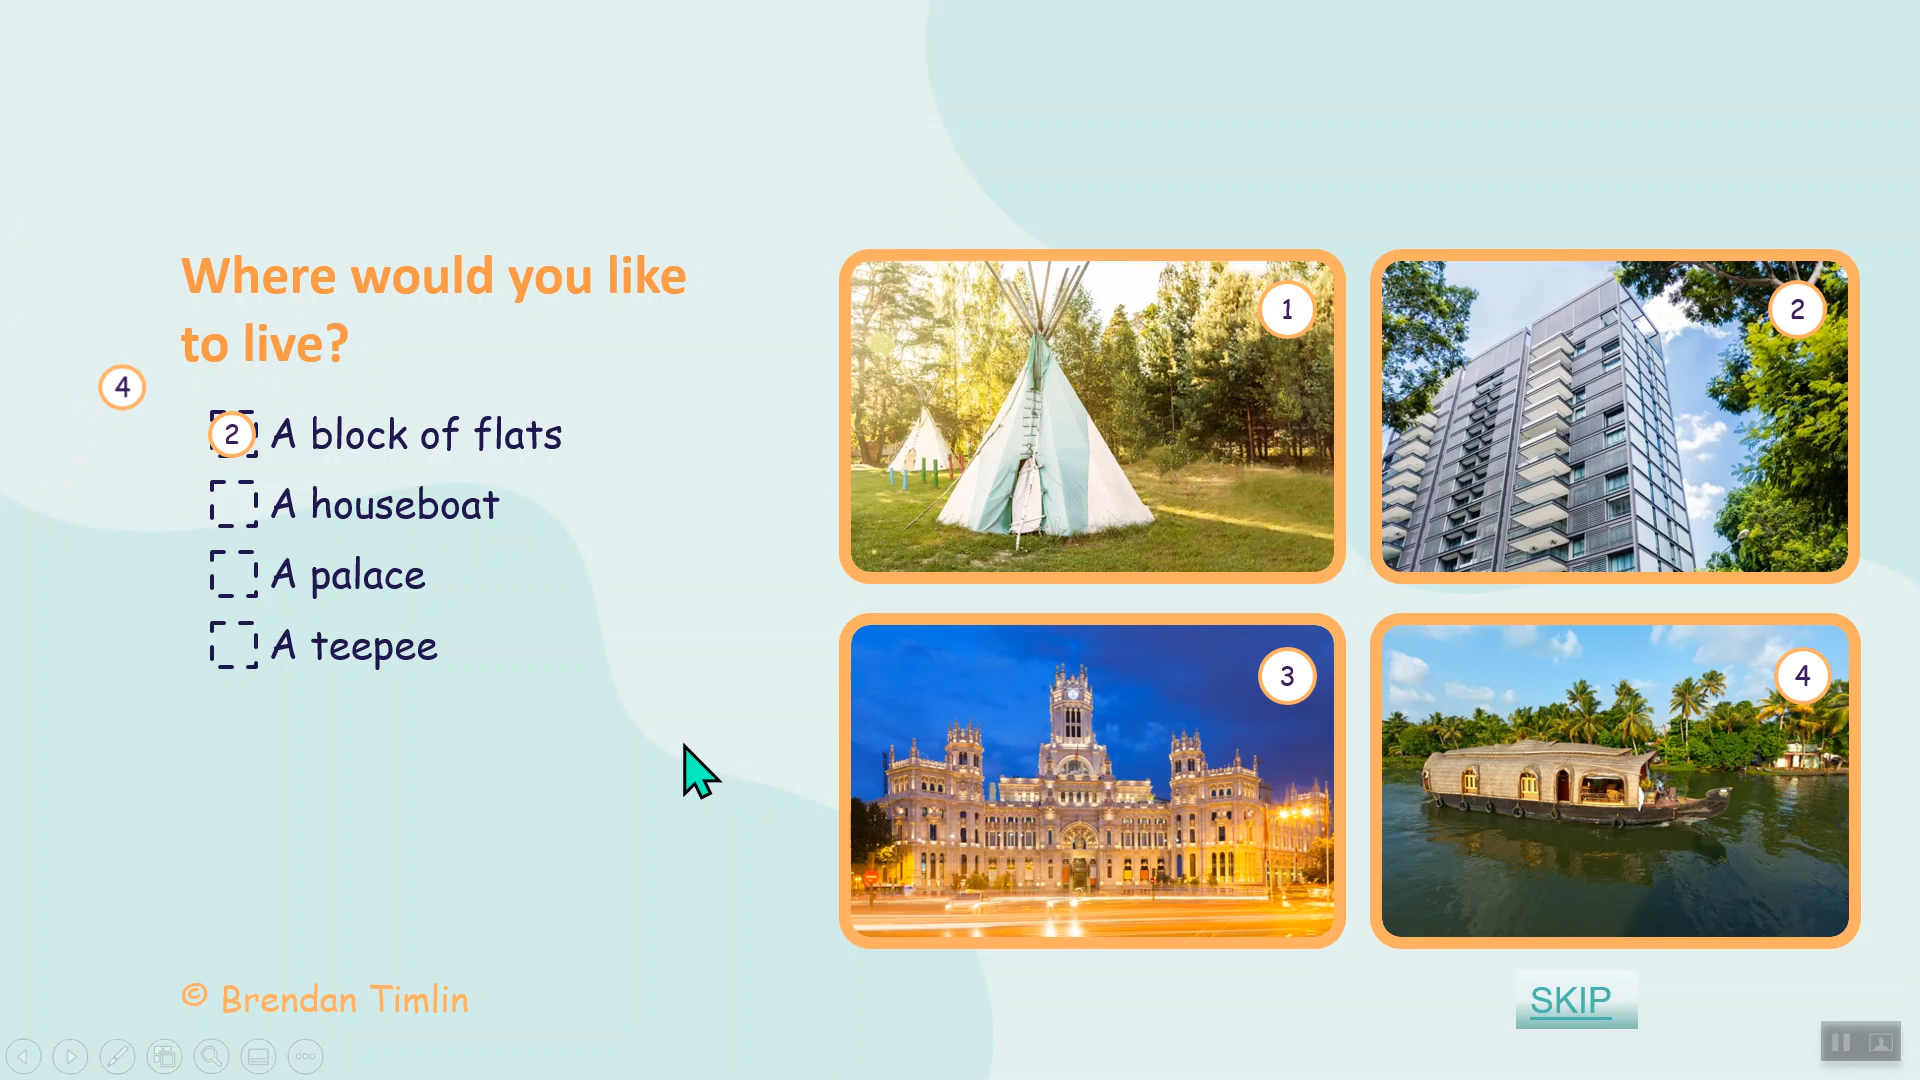 Where would you like
to live?
4
2 A block of flats
A houseboat
A palace
A teepee
1
2
3
4
© Brendan Timlin
SKIP